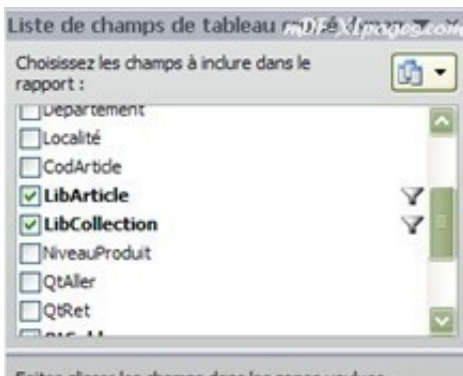 Liste de champs de tableau
Choisissez les champs à inclure dans le
rapport :
Département
Localité
CodArticle
LibArticle
LibCollection
NiveauProduit
QtAller
QtRet